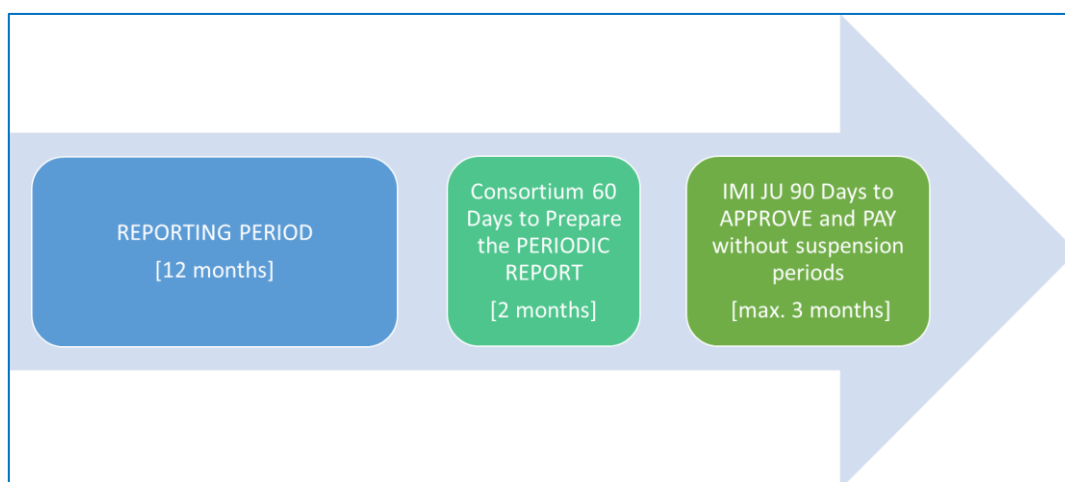 REPORTING PERIOD
[12 months]
Consortium 60
Days to Prepare
the PERIODIC
REPORT
[2 months]
IMI JU 90 Days to
APPROVE and PAY
without suspension
periods
[max. 3 months]